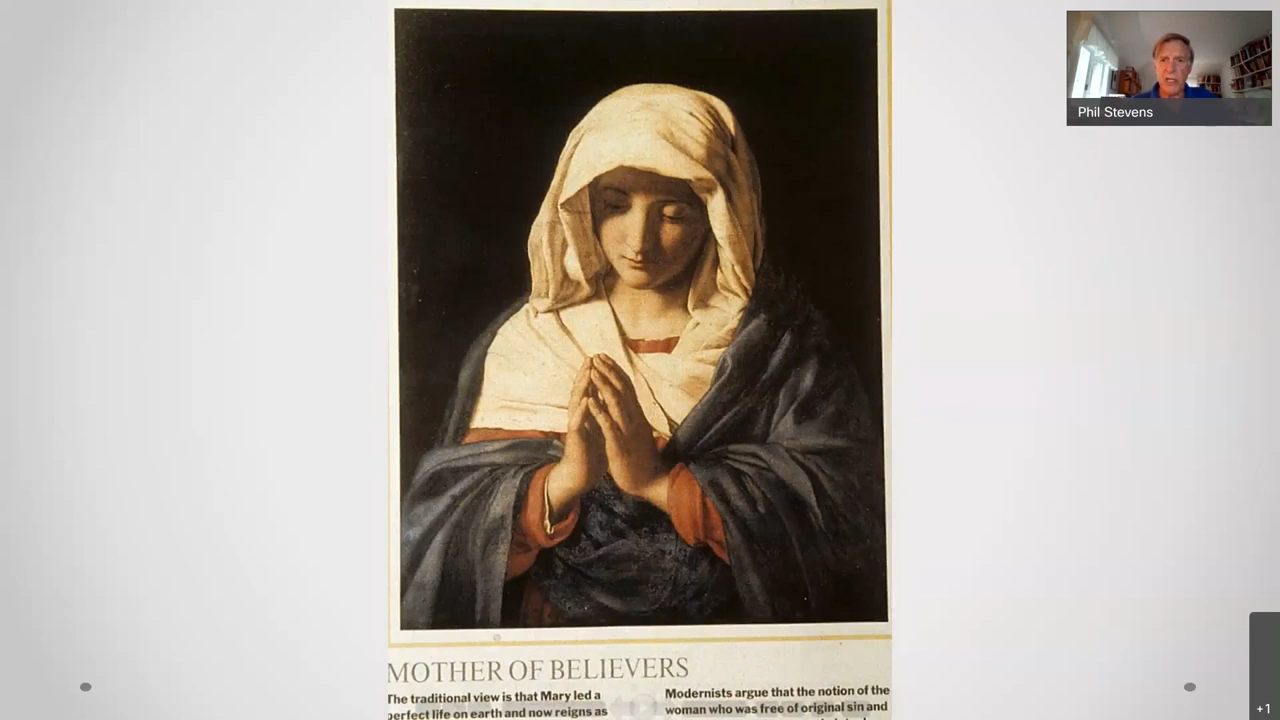 Phil Stevens
MOTHER OF BELIEVERS
The traditional view is that Mary led a
perfect life on earth and now reigns as
Modernists argue that the notion of the
woman who was free of original sin and
+1